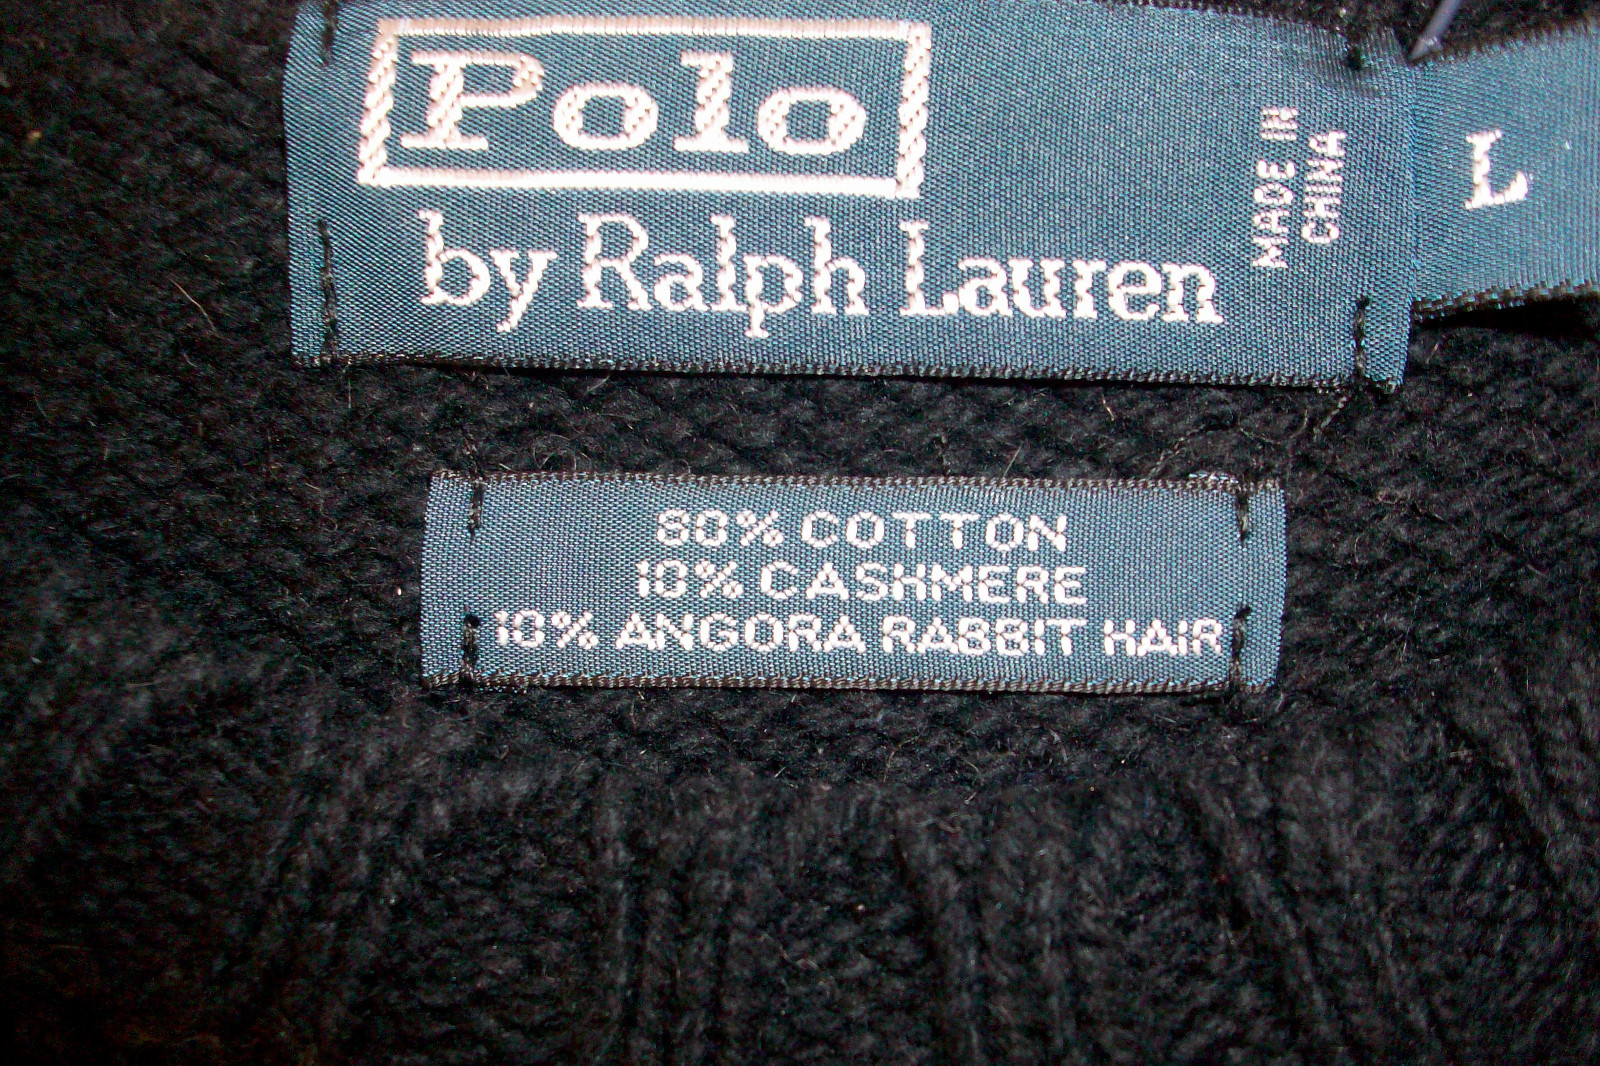 Polo
by Ralph Lauren
MADE IN
CHINA
L
80% COTTON
10% CASHMERE
10% ANGORA RABBIT HAIR